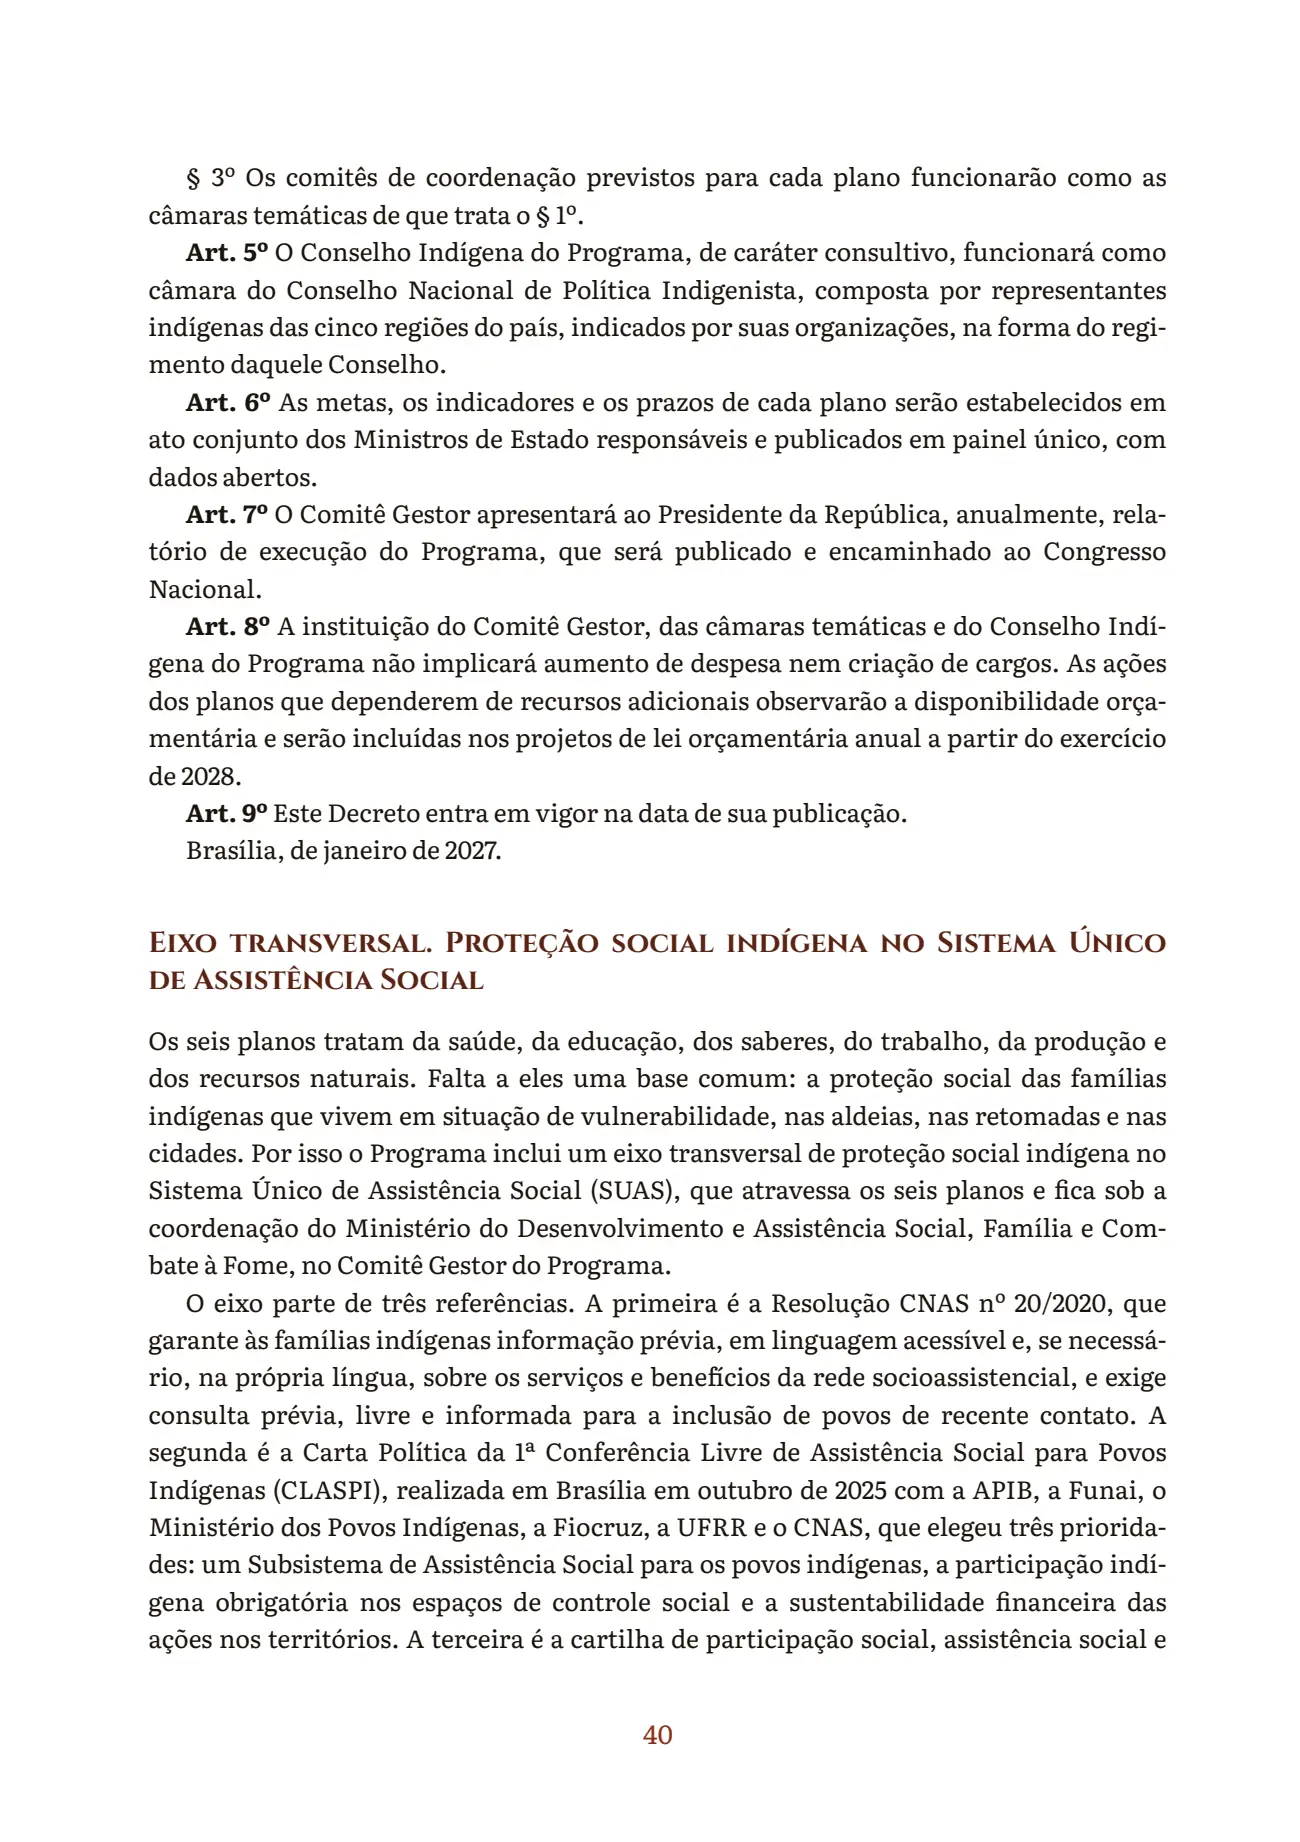 § 3º Os comitês de coordenação previstos para cada plano funcionarão como as
câmaras temáticas de que trata o § 1º.
Art. 5º O Conselho Indígena do Programa, de caráter consultivo, funcionará como
câmara do Conselho Nacional de Política Indigenista, composta por representantes
indígenas das cinco regiões do país, indicados por suas organizações, na forma do regi-
mento daquele Conselho.
Art. 6º As metas, os indicadores e os prazos de cada plano serão estabelecidos em
ato conjunto dos Ministros de Estado responsáveis e publicados em painel único, com
dados abertos.
Art. 7º O Comitê Gestor apresentará ao Presidente da República, anualmente, rela-
tório de execução do Programa, que será publicado e encaminhado ao Congresso
Nacional.
Art. 8º A instituição do Comitê Gestor, das câmaras temáticas e do Conselho Indí-
gena do Programa não implicará aumento de despesa nem criação de cargos. As ações
dos planos que dependerem de recursos adicionais observarão a disponibilidade orça-
mentária e serão incluídas nos projetos de lei orçamentária anual a partir do exercício
de 2028.
Art. 9º Este Decreto entra em vigor na data de sua publicação.
Brasília, de janeiro de 2027.
Eixo transversal. Proteção social indígena no Sistema Único
de Assistência Social
Os seis planos tratam da saúde, da educação, dos saberes, do trabalho, da produção e
dos recursos naturais. Falta a eles uma base comum: a proteção social das famílias
indígenas que vivem em situação de vulnerabilidade, nas aldeias, nas retomadas e nas
cidades. Por isso o Programa inclui um eixo transversal de proteção social indígena no
Sistema Único de Assistência Social (SUAS), que atravessa os seis planos e fica sob a
coordenação do Ministério do Desenvolvimento e Assistência Social, Família e Com-
bate à Fome, no Comitê Gestor do Programa.
O eixo parte de três referências. A primeira é a Resolução CNAS nº 20/2020, que
garante às famílias indígenas informação prévia, em linguagem acessível e, se necessá-
rio, na própria língua, sobre os serviços e benefícios da rede socioassistencial, e exige
consulta prévia, livre e informada para a inclusão de povos de recente contato. A
segunda é a Carta Política da 1ª Conferência Livre de Assistência Social para Povos
Indígenas (CLASPI), realizada em Brasília em outubro de 2025 com a APIB, a Funai, o
Ministério dos Povos Indígenas, a Fiocruz, a UFRR e o CNAS, que elegeu três priorida-
des: um Subsistema de Assistência Social para os povos indígenas, a participação indí-
gena obrigatória nos espaços de controle social e a sustentabilidade financeira das
ações nos territórios. A terceira é a cartilha de participação social, assistência social e
40